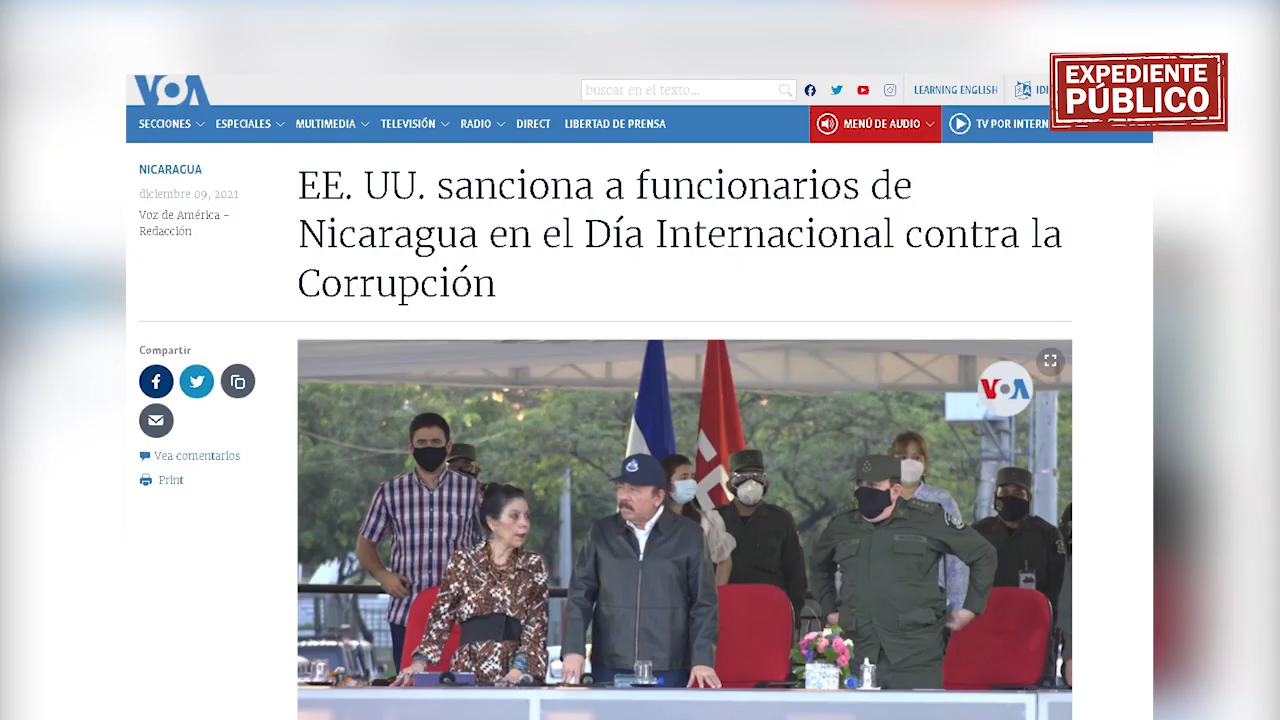 VOA
buscar en el texto...
LEARNING ENGLISH
IDI
EXPEDIENTE
PÚBLICO
SECCIONES
ESPECIALES
MULTIMEDIA
TELEVISIÓN
RADIO
DIRECT
LIBERTAD DE PRENSA
MENÚ DE AUDIO
TV POR INTERN
NICARAGUA
diciembre 09, 2021
Voz de América -
Redacción
EE. UU. sanciona a funcionarios de
Nicaragua en el Día Internacional contra la
Corrupción
Compartir
Vea comentarios
Print
VOA